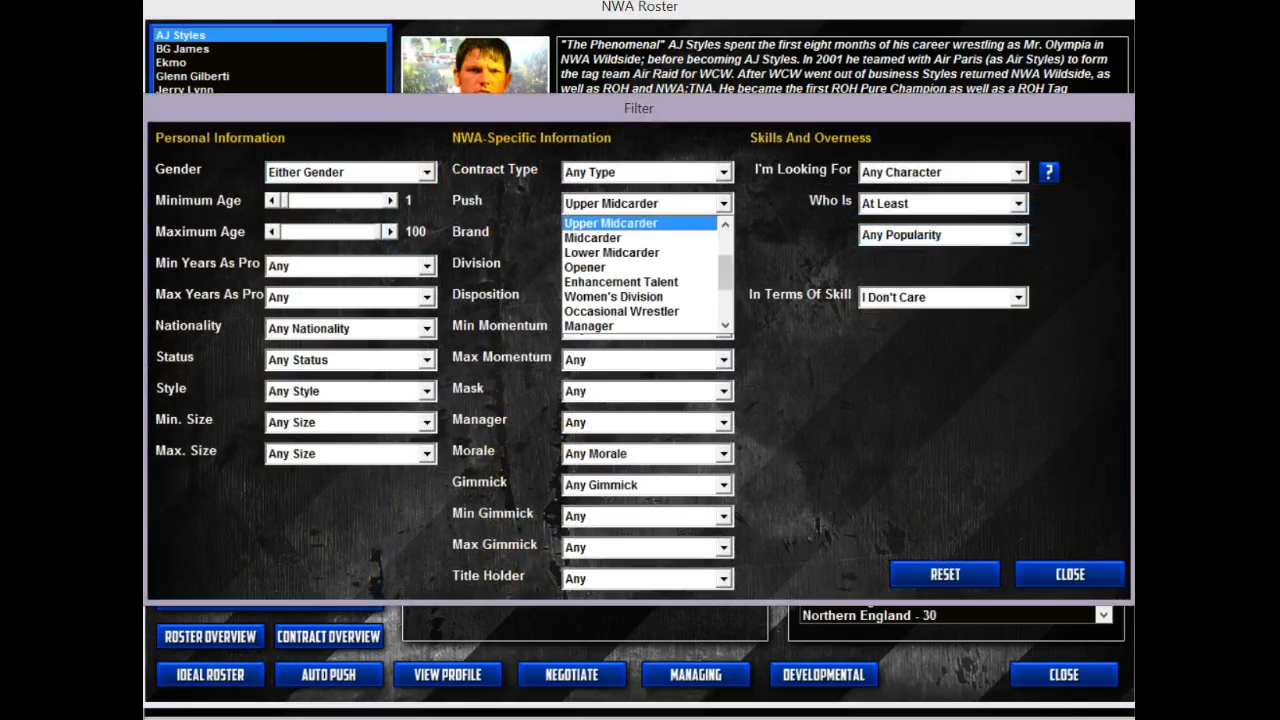 NWA Roster
AJ Styles
BG James
Ekmo
Glenn Gilberti
Jerry Lynn
"The Phenomenal" AJ Styles spent the first eight months of his career wrestling as Mr. Olympia in
NWA Wildside; before becoming AJ Styles. In 2001 he teamed with Air Paris (as Air Styles) to form
the tag team Air Raid for WCW. After WCW went out of business Styles returned NWA Wildside, as
well as ROH and NWA:TNA. He became the first ROH Pure Champion as well as a ROH Tag
Filter
Personal Information
Gender Either Gender
Minimum Age 1
Maximum Age 100
Min Years As Pro Any
Max Years As Pro Any
Nationality Any Nationality
Status Any Status
Style Any Style
Min. Size Any Size
Max. Size Any Size
NWA-Specific Information
Contract Type Any Type
Push Upper Midcarder
Upper Midcarder
Brand Midcarder
Lower Midcarder
Division Opener
Enhancement Talent
Disposition Women's Division
Occasional Wrestler
Min Momentum Manager
Max Momentum Any
Mask Any
Manager Any
Morale Any Morale
Gimmick Any Gimmick
Min Gimmick Any
Max Gimmick Any
Title Holder Any
Skills And Overness
I'm Looking For Any Character ?
Who Is At Least
Any Popularity
In Terms Of Skill I Don't Care
RESET CLOSE
Northern England - 30
ROSTER OVERVIEW CONTRACT OVERVIEW
IDEAL ROSTER AUTO PUSH VIEW PROFILE NEGOTIATE MANAGING DEVELOPMENTAL CLOSE